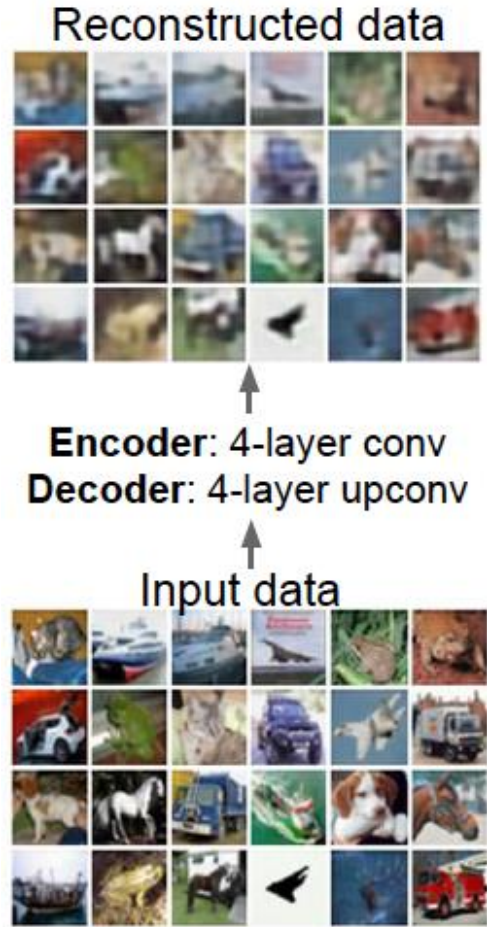 Reconstructed data
Encoder: 4-layer conv
Decoder: 4-layer upconv
Input data